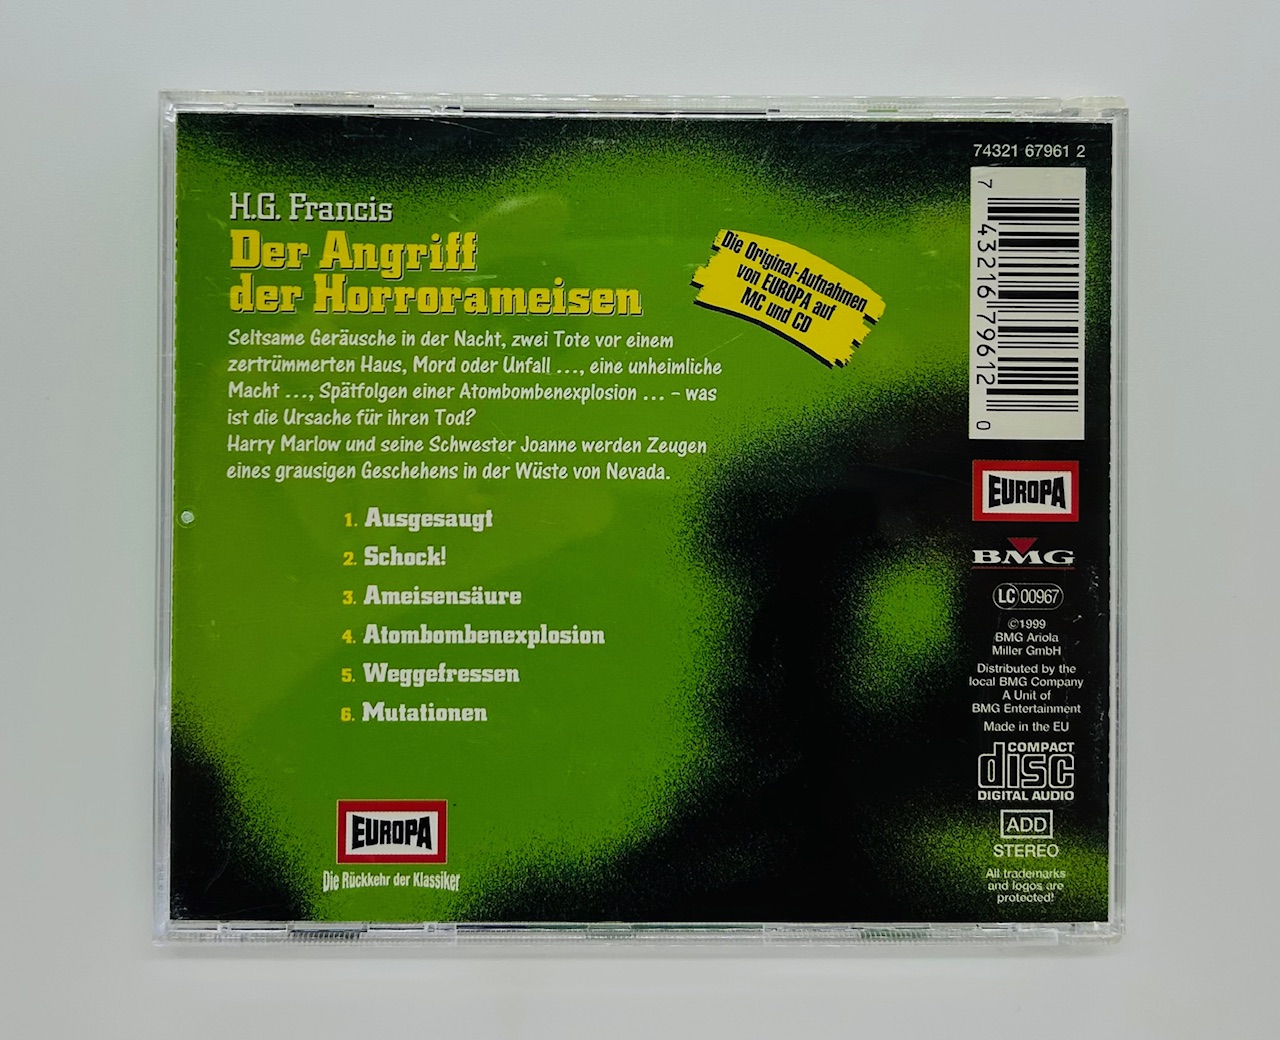 H.G. Francis
Der Angriff
der Horrorameisen
Seltsame Geräusche in der Nacht, zwei Tote vor einem
zertrümmerten Haus, Mord oder Unfall ..., eine unheimliche
Macht ..., Spätfolgen einer Atombombenexplosion ... – was
ist die Ursache für ihren Tod?
Harry Marlow und seine Schwester Joanne werden Zeugen
eines grausigen Geschehens in der Wüste von Nevada.
1. Ausgesaugt
2. Schock!
3. Ameisensäure
4. Atombombenexplosion
5. Weggefressen
6. Mutationen
EUROPA
Die Rückkehr der Klassiker
Die Original-Aufnahmen
von EUROPA auf
MC und CD
74321 67961 2
7 43216 79612 0
EUROPA
BMG
LC 00967
©1999
BMG Ariola
Miller GmbH
Distributed by the
local BMG Company
A Unit of
BMG Entertainment
Made in the EU
COMPACT
disc
DIGITAL AUDIO
ADD
STEREO
All trademarks
and logos are
protected!